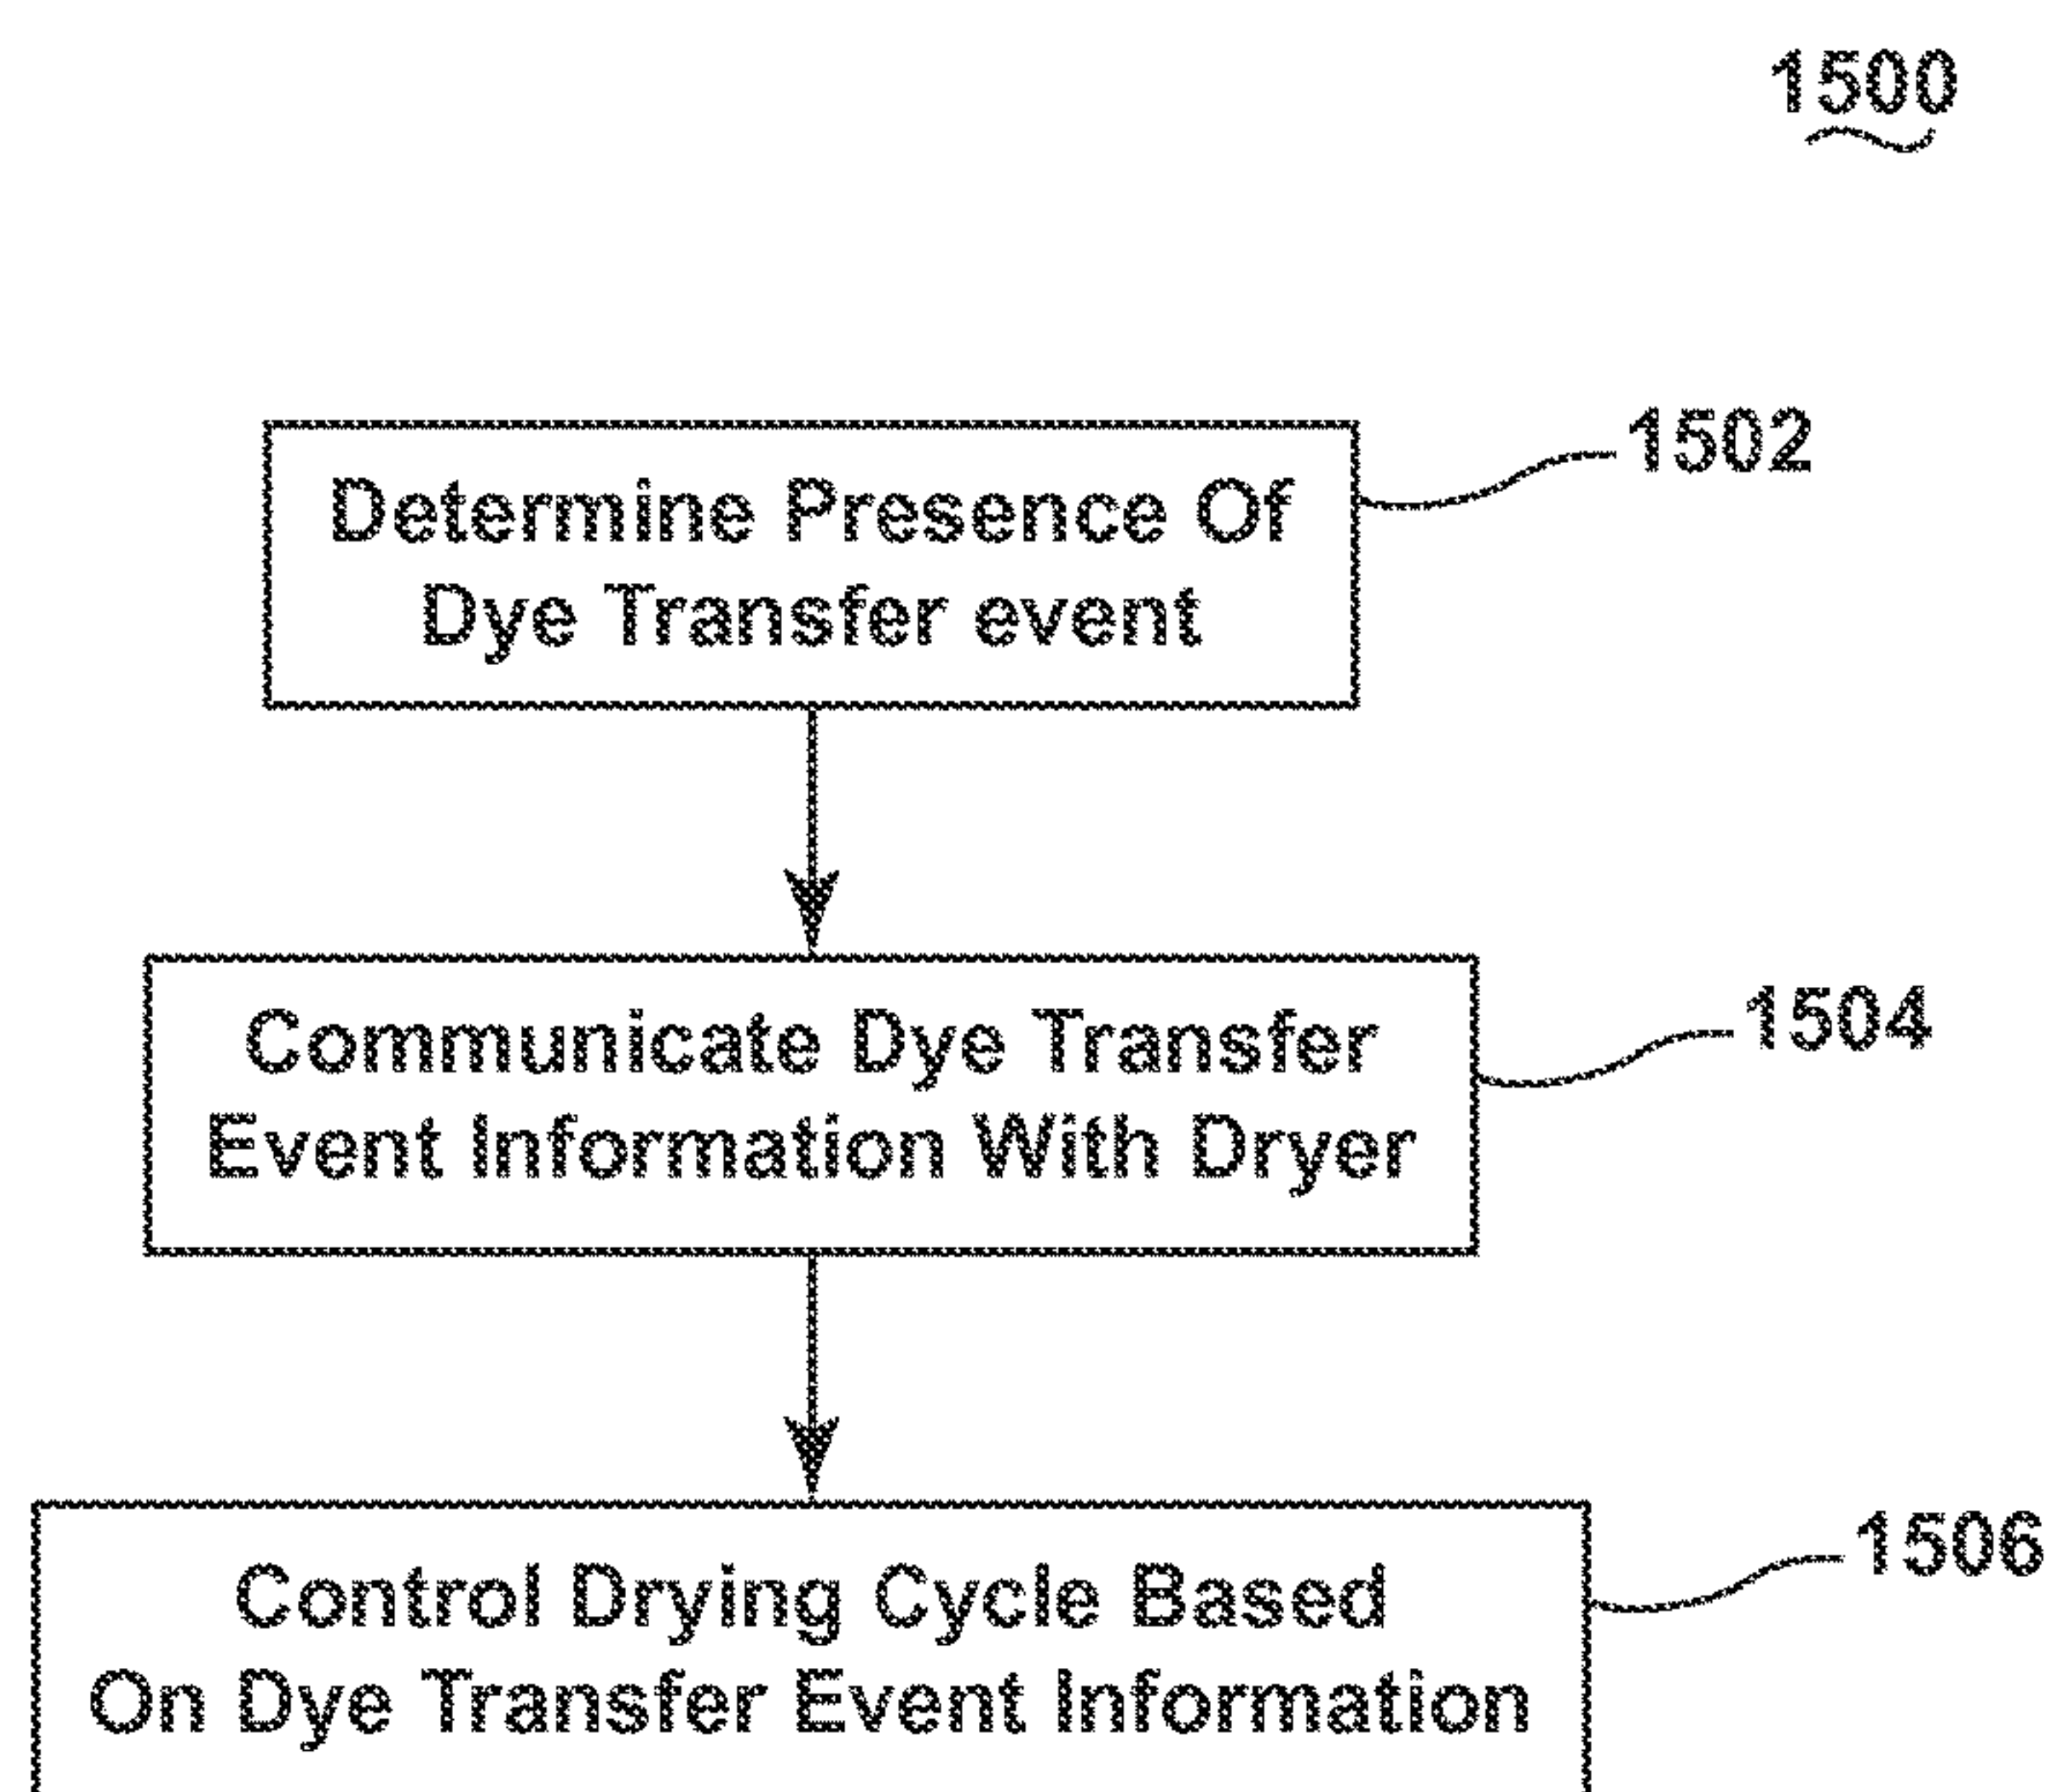 1500
Determine Presence Of
Dye Transfer event
1502
Communicate Dye Transfer
Event Information With Dryer
1504
Control Drying Cycle Based
On Dye Transfer Event Information
1506